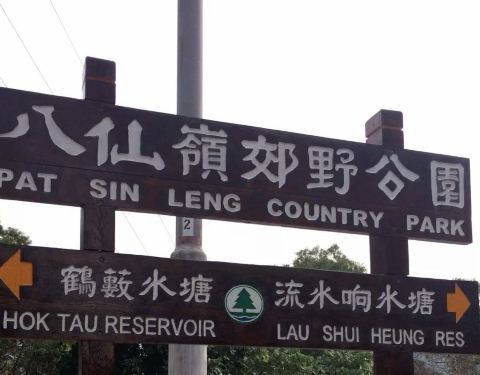 八仙嶺郊野公園
PAT SIN LENG COUNTRY PARK
2
鶴藪水塘 流水响水塘
HOK TAU RESERVOIR LAU SHUI HEUNG RES